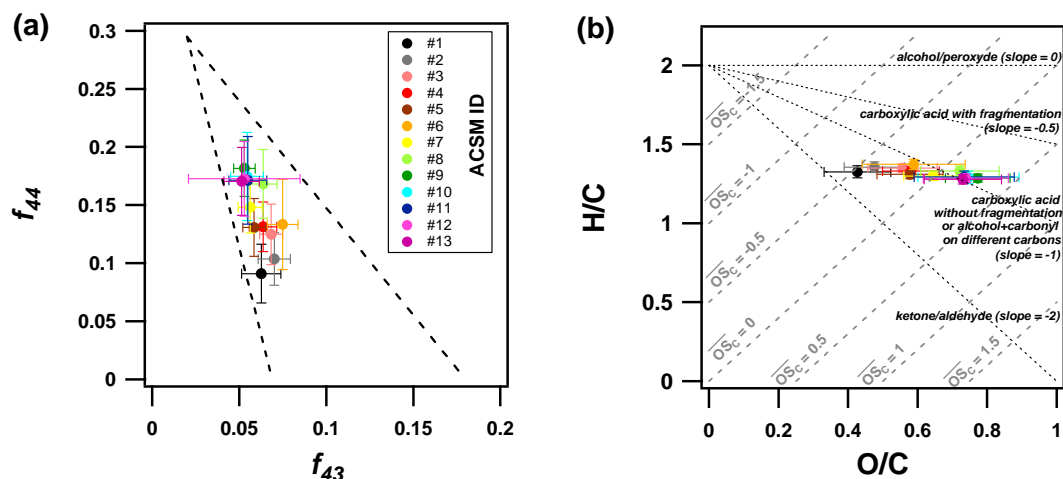 (a)
0.3
0.25
0.2
0.15
0.1
0.05
0
f44
0
0.05
0.1
0.15
0.2
f43
#1
#2
#3
#4
#5
#6
#7
#8
#9
#10
#11
#12
#13
ACSM ID
(b)
2
1.5
1
0.5
0
H/C
0
0.2
0.4
0.6
0.8
1
O/C
alcohol/peroxyde (slope = 0)
carboxylic acid with fragmentation
(slope = -0.5)
carboxylic acid
without fragmentation
or alcohol+carbonyl
on different carbons
(slope = -1)
ketone/aldehyde (slope = -2)
OSC = -1.5
OSC = -1
OSC = -0.5
OSC = 0
OSC = 0.5
OSC = 1
OSC = 1.5